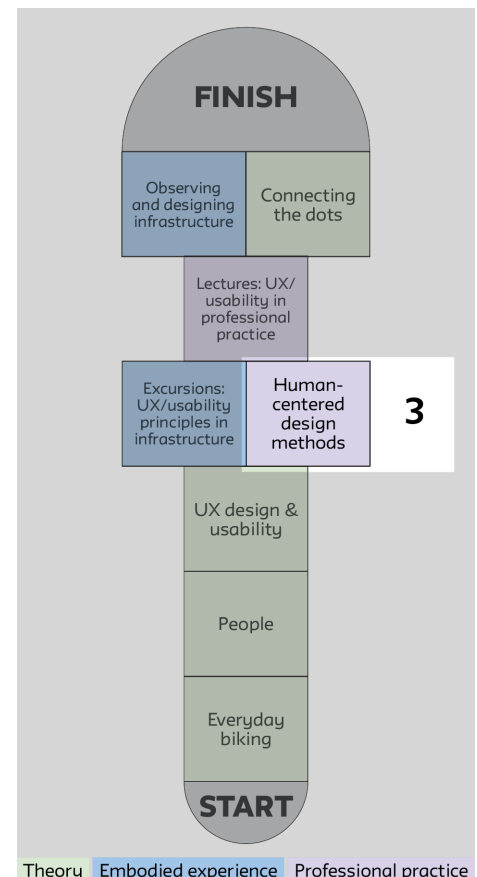 FINISH
Observing
and designing
infrastructure
Connecting
the dots
Lectures: UX/
usability in
professional
practice
Excursions:
UX/usability
principles in
infrastructure
Human-
centered
design
methods
3
UX design &
usability
People
Everyday
biking
START
Theory Embodied experience Professional practice